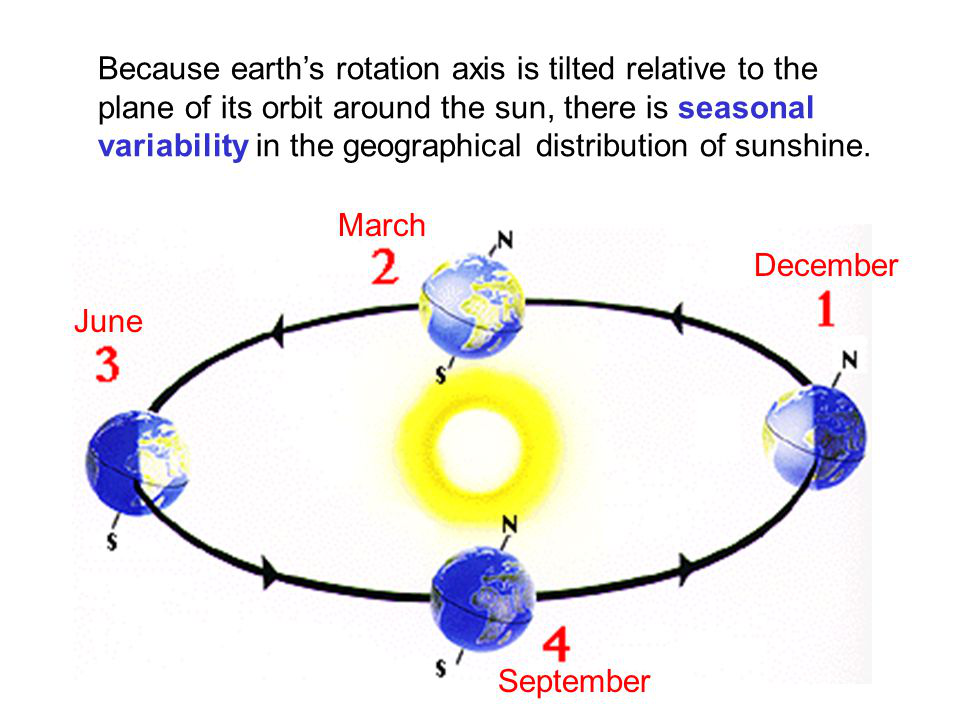 Because earth’s rotation axis is tilted relative to the
plane of its orbit around the sun, there is seasonal
variability in the geographical distribution of sunshine.
March
N
2
December
1
June
3
N
S
S
N
4
S
September